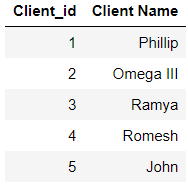 Client_id Client Name
1 Phillip
2 Omega III
3 Ramya
4 Romesh
5 John